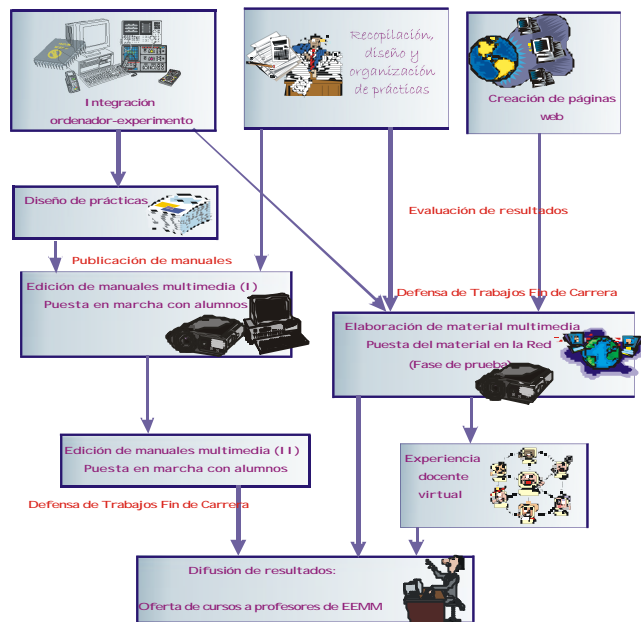 Integración
ordenador-experimento
Recopilación,
diseño y
organización
de prácticas
Creación de páginas
web
Diseño de prácticas
Evaluación de resultados
Publicación de manuales
Edición de manuales multimedia (I)
Puesta en marcha con alumnos
Defensa de Trabajos Fin de Carrera
Elaboración de material multimedia
Puesta del material en la Red
(Fase de prueba)
Edición de manuales multimedia (II)
Puesta en marcha con alumnos
Experiencia
docente
virtual
Defensa de Trabajos Fin de Carrera
Difusión de resultados:
Oferta de cursos a profesores de EEMM